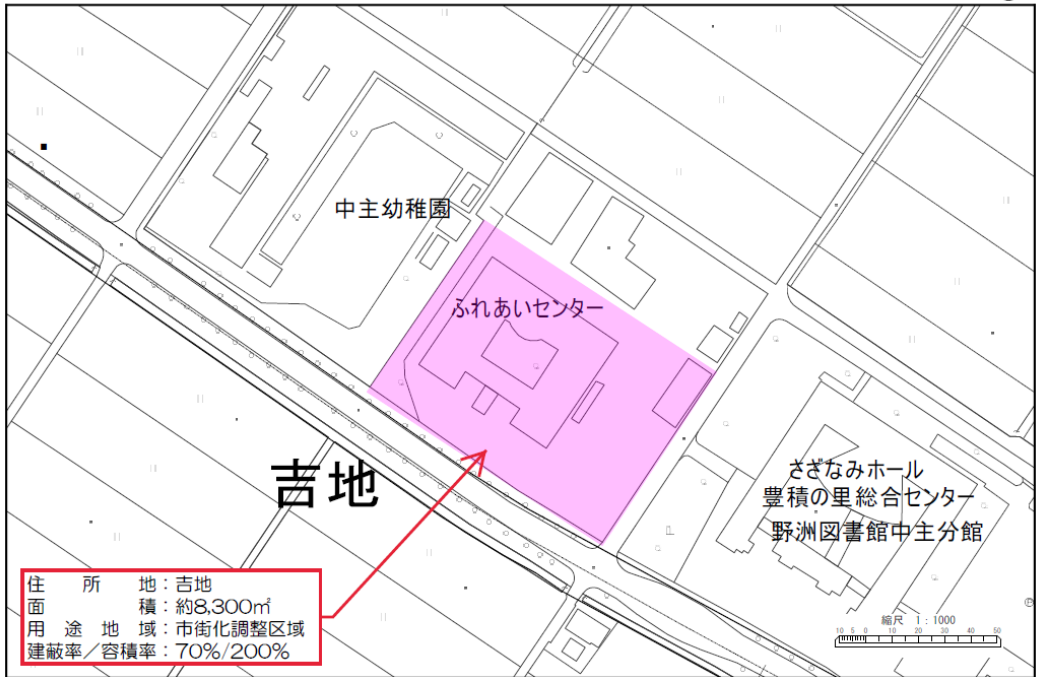 中主幼稚園
ふれあいセンター
吉地
さざなみホール
豊積の里総合センター
野洲図書館中主分館
住所地：吉地
面積：約8,300㎡
用途地域：市街化調整区域
建蔽率／容積率：70%/200%
縮尺 1：1000
10 5 0 10 20 30 40 50